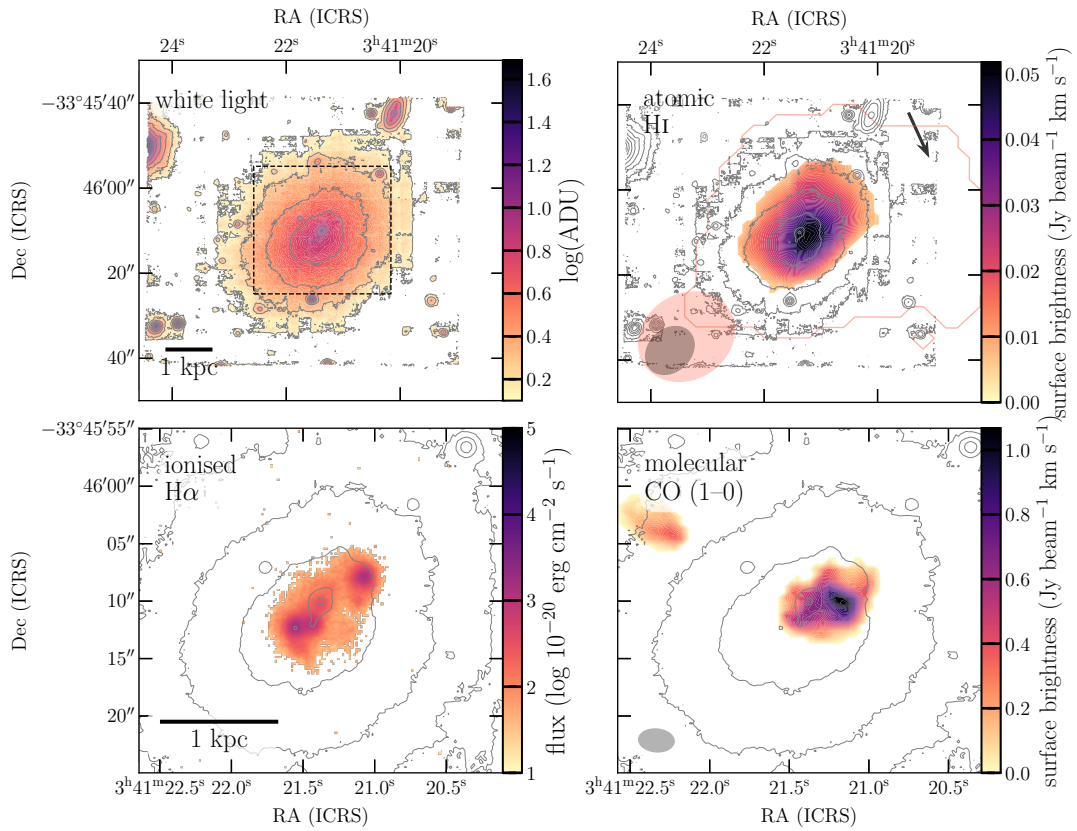 RA (ICRS)
24ˢ 22ˢ 3ʰ41ᵐ20ˢ
−33°45′40″
46′00″
20″
40″
Dec (ICRS)
white light
1 kpc
1.6
1.4
1.2
1.0
0.8
0.6
0.4
0.2
log(ADU)
RA (ICRS)
24ˢ 22ˢ 3ʰ41ᵐ20ˢ
atomic
HI
0.05
0.04
0.03
0.02
0.01
0.00
surface brightness (Jy beam⁻¹ km s⁻¹)
−33°45′55″
46′00″
05″
10″
15″
20″
Dec (ICRS)
ionised
Hα
1 kpc
3ʰ41ᵐ22.5ˢ 22.0ˢ 21.5ˢ 21.0ˢ 20.5ˢ
RA (ICRS)
5
4
3
2
1
flux (log 10⁻²⁰ erg cm⁻² s⁻¹)
molecular
CO (1–0)
3ʰ41ᵐ22.5ˢ 22.0ˢ 21.5ˢ 21.0ˢ 20.5ˢ
RA (ICRS)
1.0
0.8
0.6
0.4
0.2
0.0
surface brightness (Jy beam⁻¹ km s⁻¹)